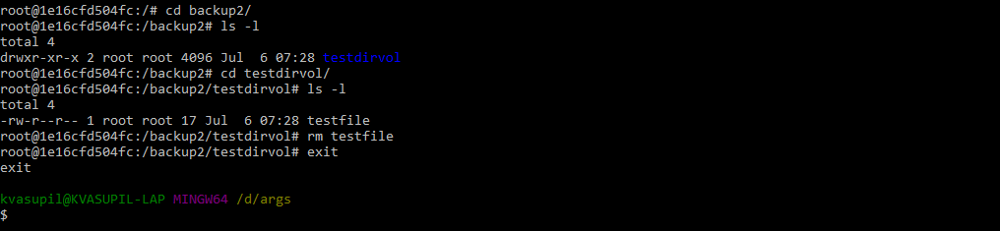 root@1e16cfd504fc:/# cd backup2/
root@1e16cfd504fc:/backup2# ls -l
total 4
drwxr-xr-x 2 root root 4096 Jul  6 07:28 testdirvol
root@1e16cfd504fc:/backup2# cd testdirvol/
root@1e16cfd504fc:/backup2/testdirvol# ls -l
total 4
-rw-r--r-- 1 root root 17 Jul  6 07:28 testfile
root@1e16cfd504fc:/backup2/testdirvol# rm testfile
root@1e16cfd504fc:/backup2/testdirvol# exit
exit
kvasupil@KVASUPIL-LAP MINGW64 /d/args
$